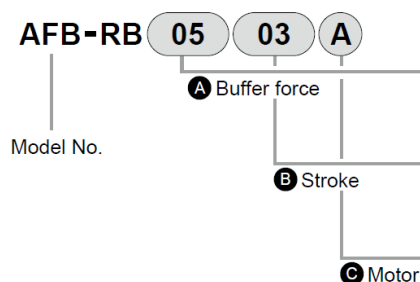 AFB-RB 05 03 A
A Buffer force
Model No.
B Stroke
C Motor